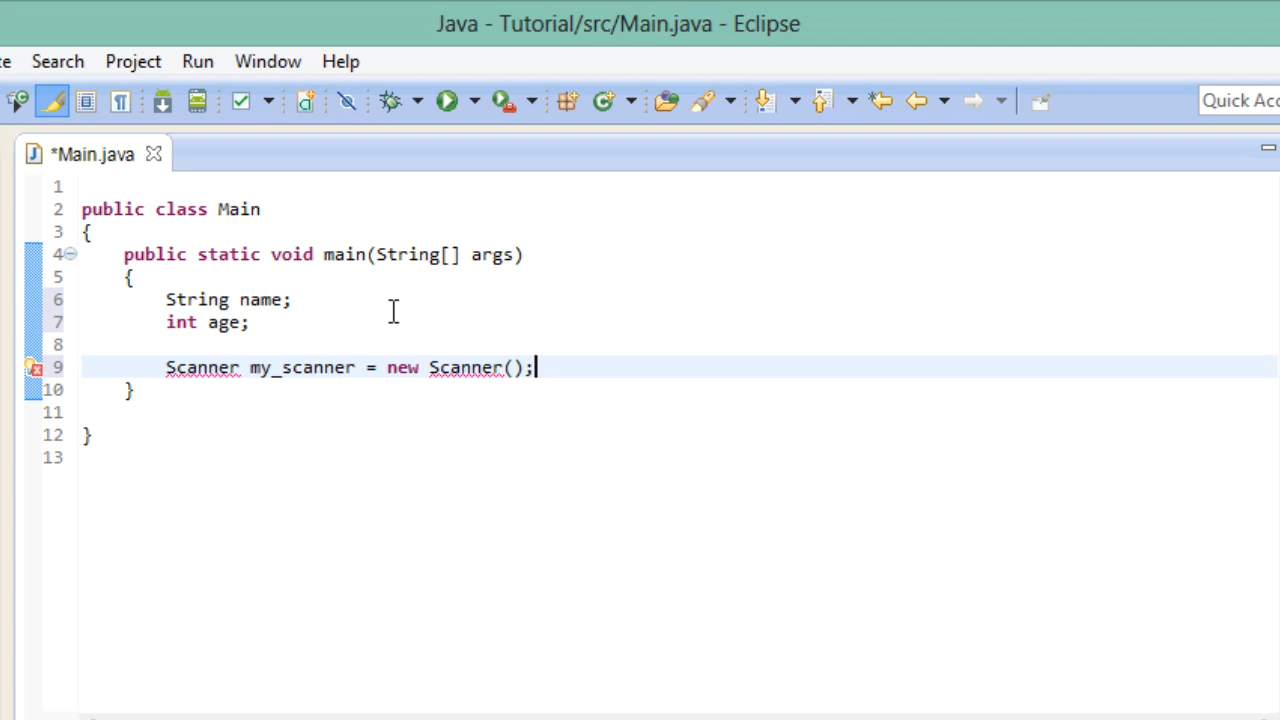 Java - Tutorial/src/Main.java - Eclipse
Search Project Run Window Help
Quick Acc
*Main.java
1
2 public class Main
3 {
4 public static void main(String[] args)
5 {
6 String name;
7 int age;
8
9 Scanner my_scanner = new Scanner();
10 }
11
12 }
13